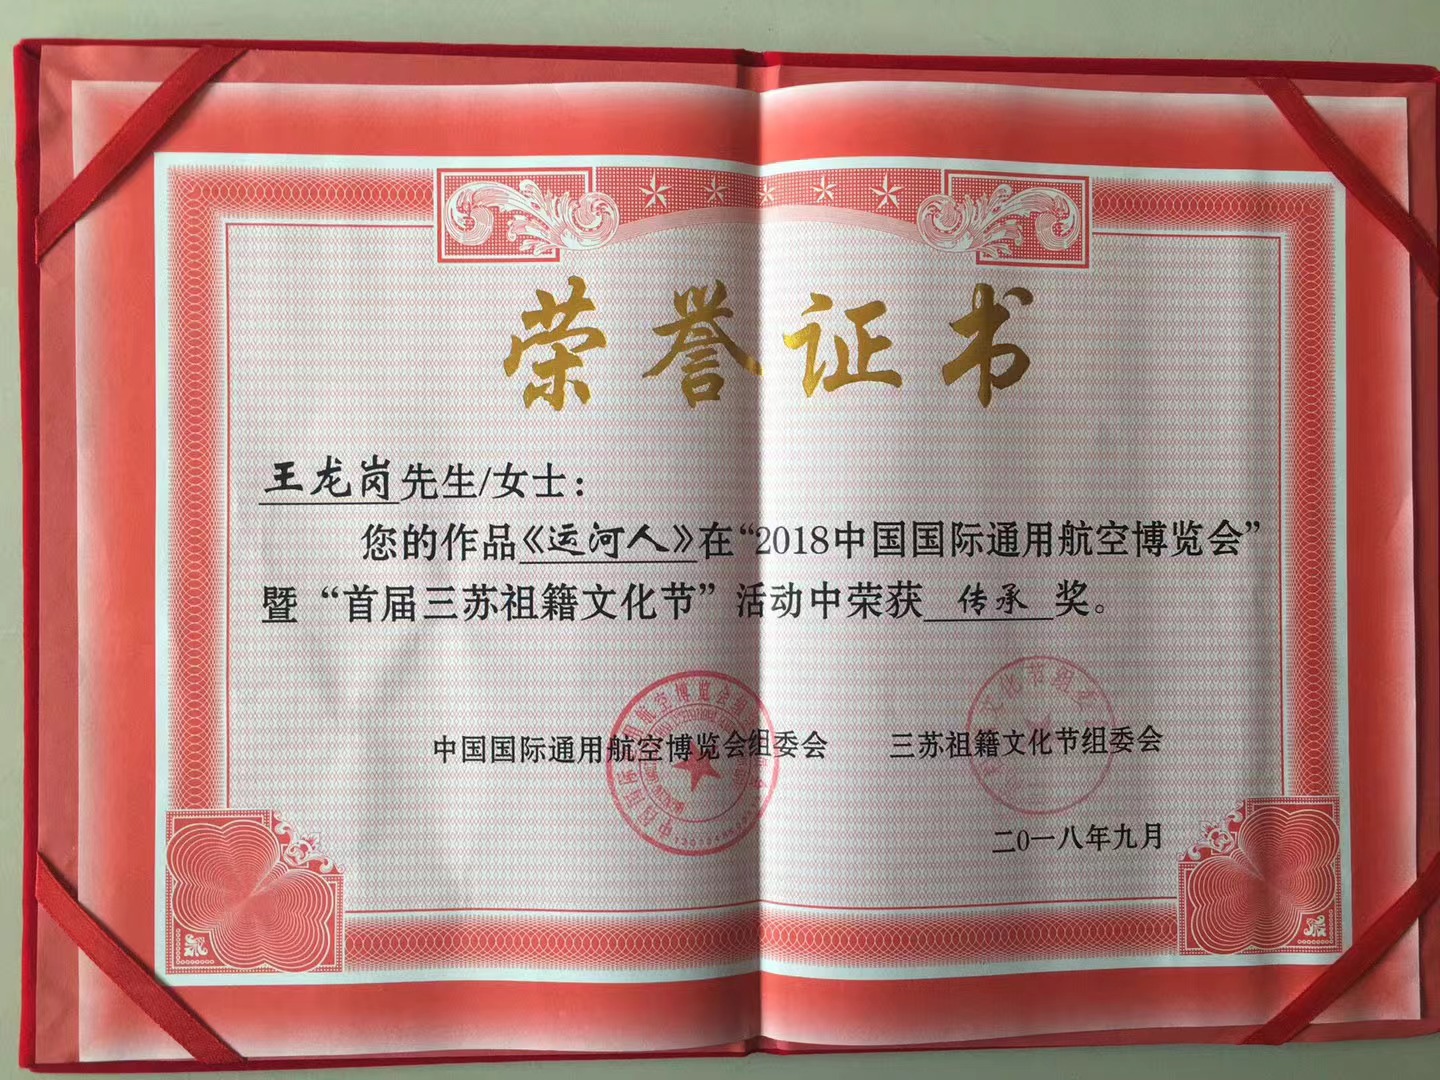 荣誉证书
王龙岗先生/女士：
您的作品《运河人》在“2018中国国际通用航空博览会”
暨“首届三苏祖籍文化节”活动中荣获 传承 奖。
中国国际通用航空博览会组委会 三苏祖籍文化节组委会
二〇一八年九月